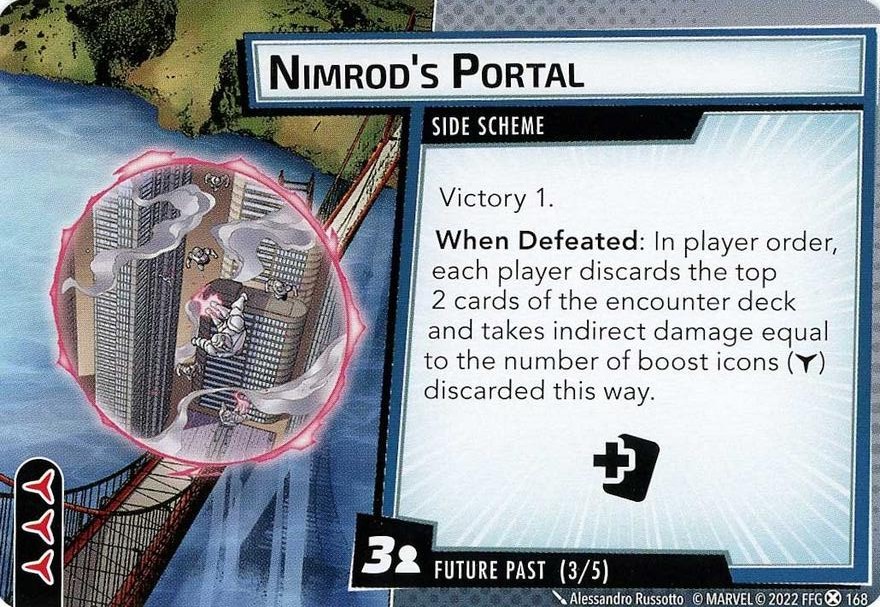 NIMROD'S PORTAL
SIDE SCHEME
Victory 1.
When Defeated: In player order,
each player discards the top
2 cards of the encounter deck
and takes indirect damage equal
to the number of boost icons ( )
discarded this way.
3
FUTURE PAST (3/5)
Alessandro Russotto © MARVEL © 2022 FFG 168